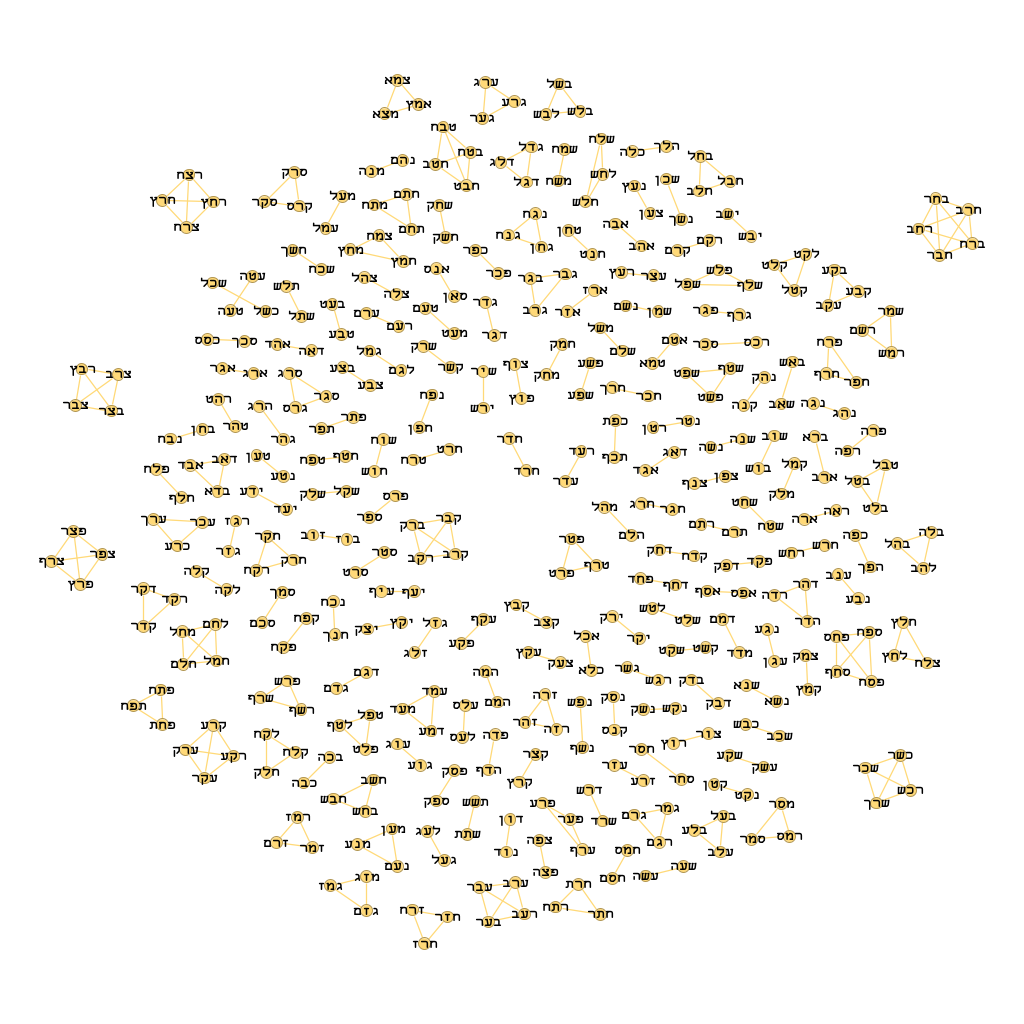 צמא
ערג
בשל
אמץ
גרע
מצא
גער
לבש
בלש
טבח
שלח
גדל
הלך
שמח
כלה
בטח
בחל
נהם
חטב
דלג
מנה
רצח
סרק
לחש
שכן
דגל
משח
חבל
חבט
נעץ
חלב
מעל
חתם
בחר
חרץ
רחץ
סקר
קרס
מתח
שחק
חלש
חרב
נגח
צען
ישב
נשך
צרח
עמל
תחם
אבה
רחב
צמח
חשק
גנח
טחן
יבש
רקם
ברח
חשך
מחץ
כפר
גחן
אהב
קרם
חנט
חבר
לקט
חמץ
שכח
אנס
קלט
בקע
פכר
גבר
רעץ
עצר
פלש
עטה
צהל
בגר
שכל
תלש
שפל
שלף
ארז
קטל
קבע
צלה
סאן
גדר
עקב
בעט
טעם
נשם
שמן
פגר
טעה
כשל
שתל
ערם
גרב
אזר
גרף
שמר
רעם
משל
רשם
טבע
מעט
דגר
כסס
סכך
אטם
סכר
רכס
פרח
אהד
שרק
חמק
דאה
גמל
שלם
רמש
פשע
טמא
באש
צוף
אגר
ארג
סרג
בצע
לגם
קשר
שיר
מחק
שפט
שטף
נהק
חרף
חפר
רבץ
צרב
צבע
חרך
שפע
חכר
סגר
נפח
פוץ
פשט
רהט
הרג
גרס
ירש
קנה
שאב
נגה
נהג
צבר
בצר
פתר
כפת
נטר
טהר
תפר
חפן
רטן
בחן
פרה
נבח
גהר
שוח
חדר
שנה
שוב
ברא
נשה
רפה
חרט
רעד
דאג
דאב
טען
טפח
חטף
תכף
פלח
אבד
טרח
חוש
חרד
אגד
בוש
קמל
טבל
נטע
עדר
צנף
צפן
ארב
בטל
בדא
ידע
שלק
שקל
פרס
מלק
חלף
יעד
מהל
חרג
שחט
חגר
ראה
בלט
ערך
עכר
רגז
ספר
קבר
ארה
ברק
רתם
שטח
פצר
חקר
זוב
בוז
הלם
תרם
כפה
בלה
פטר
כרע
גזר
סטר
דחק
חרש
בהל
צפר
חרק
רקב
קרב
קדח
רחש
צרף
דפק
פקד
הפך
להב
קלה
רקח
סרט
פרט
טרף
פרץ
פחד
ענב
דקר
לקה
סמך
עיף
יעף
דחף
אסף
אפס
רדה
דהר
רקד
נכח
קבץ
נבע
קדר
סכם
קפח
יצק
יקץ
גזל
עקף
קצב
ירק
לטש
שלט
דמם
הדר
חלץ
לחם
מחל
חנך
אכל
יקר
נגע
פחס
ספח
פקח
פקע
זלג
עקץ
צעק
שקט
קשט
מדד
צמק
לחץ
צלח
חלם
חמל
דגם
המה
כלא
גשר
ענן
סחף
פרש
רגש
בדק
שנא
פסח
פתח
גדם
קמץ
שרף
עמד
זרה
נסק
תפח
רשף
מעד
עלס
המם
נפש
נשק
נקש
דבק
נשא
פחת
קרע
טפל
זהר
לקח
לטף
דמע
לעס
פדה
רזה
קנס
צור
כבש
שכב
ערק
רקע
קלח
בכה
פלט
עוג
קצר
נשף
חסר
רוץ
שקע
כשר
עקר
חלק
כבה
גוע
פסק
הדף
קרץ
עזר
זרע
סחר
עשק
שכר
חשב
קטן
נקט
רכש
חבש
ספק
תשש
דרש
שרך
רמז
בחש
דון
פרע
פער
גרם
גמר
בעל
מסר
מען
לעג
שתת
שרד
בלע
זרם
זמר
מנע
צפה
רגם
סמר
רמס
נעם
געל
נוד
ערף
חמס
עלב
מזג
פצה
שעה
גמז
עבר
ערב
תרת
חסם
עשה
גזם
זרח
חזר
בער
רעב
רתח
חתר
חרז